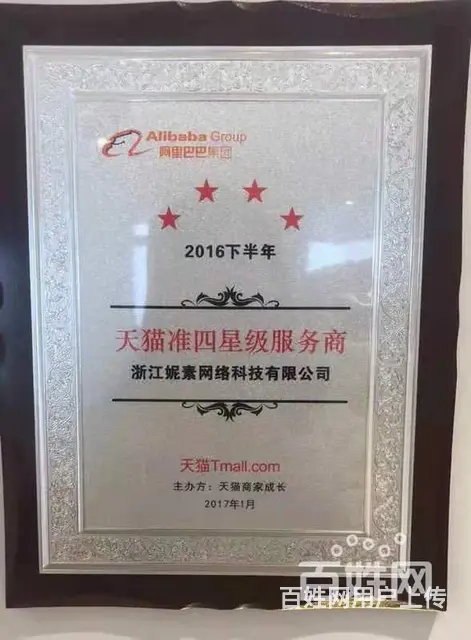 Alibaba Group
阿里巴巴集团
2016下半年
天猫准四星级服务商
浙江妮素网络科技有限公司
天猫Tmall.com
主办方：天猫商家成长
2017年1月
百姓网
百姓网用户上传